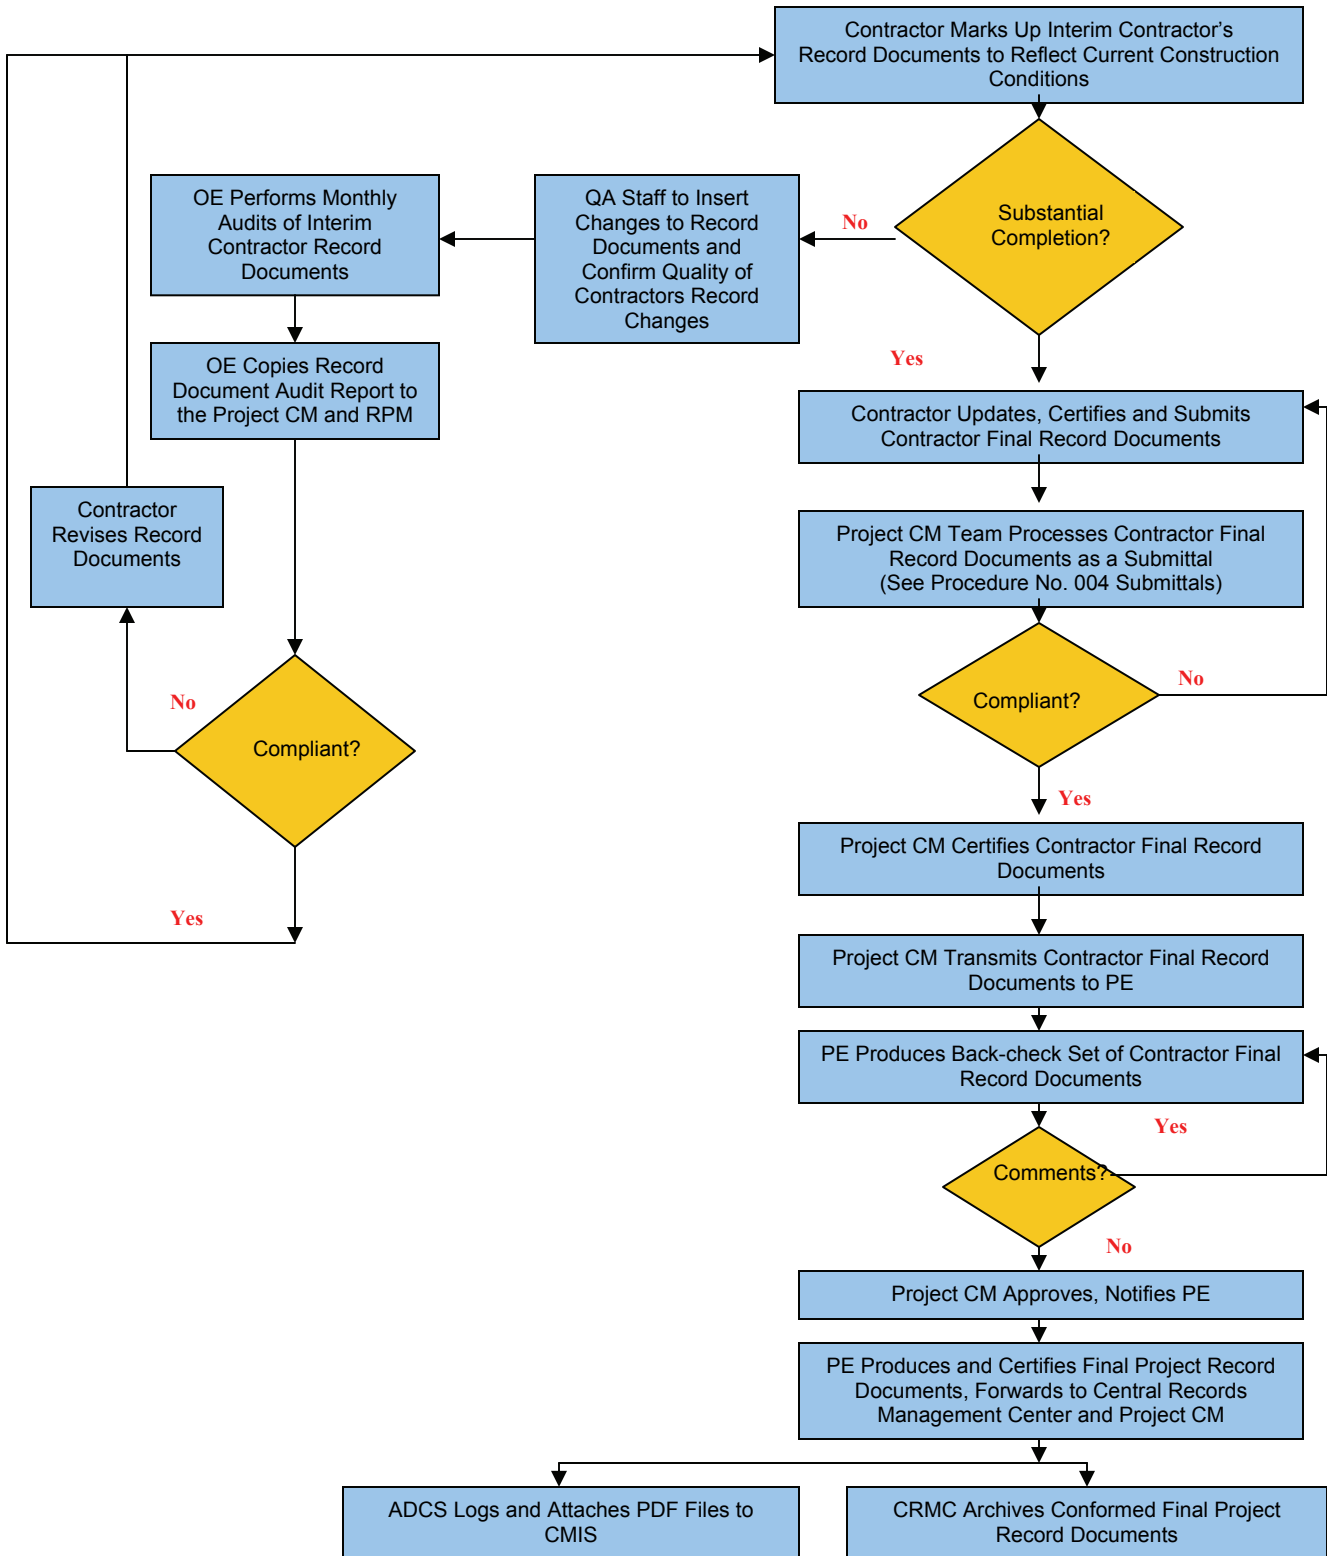 Contractor Marks Up Interim Contractor’s
Record Documents to Reflect Current Construction
Conditions
Substantial
Completion?
No
QA Staff to Insert
Changes to Record
Documents and
Confirm Quality of
Contractors Record
Changes
OE Performs Monthly
Audits of Interim
Contractor Record
Documents
OE Copies Record
Document Audit Report to
the Project CM and RPM
Contractor
Revises Record
Documents
No
Compliant?
Yes
Yes
Contractor Updates, Certifies and Submits
Contractor Final Record Documents
Project CM Team Processes Contractor Final
Record Documents as a Submittal
(See Procedure No. 004 Submittals)
Compliant?
No
Yes
Project CM Certifies Contractor Final Record
Documents
Project CM Transmits Contractor Final Record
Documents to PE
PE Produces Back-check Set of Contractor Final
Record Documents
Yes
Comments?
No
Project CM Approves, Notifies PE
PE Produces and Certifies Final Project Record
Documents, Forwards to Central Records
Management Center and Project CM
ADCS Logs and Attaches PDF Files to
CMIS
CRMC Archives Conformed Final Project
Record Documents